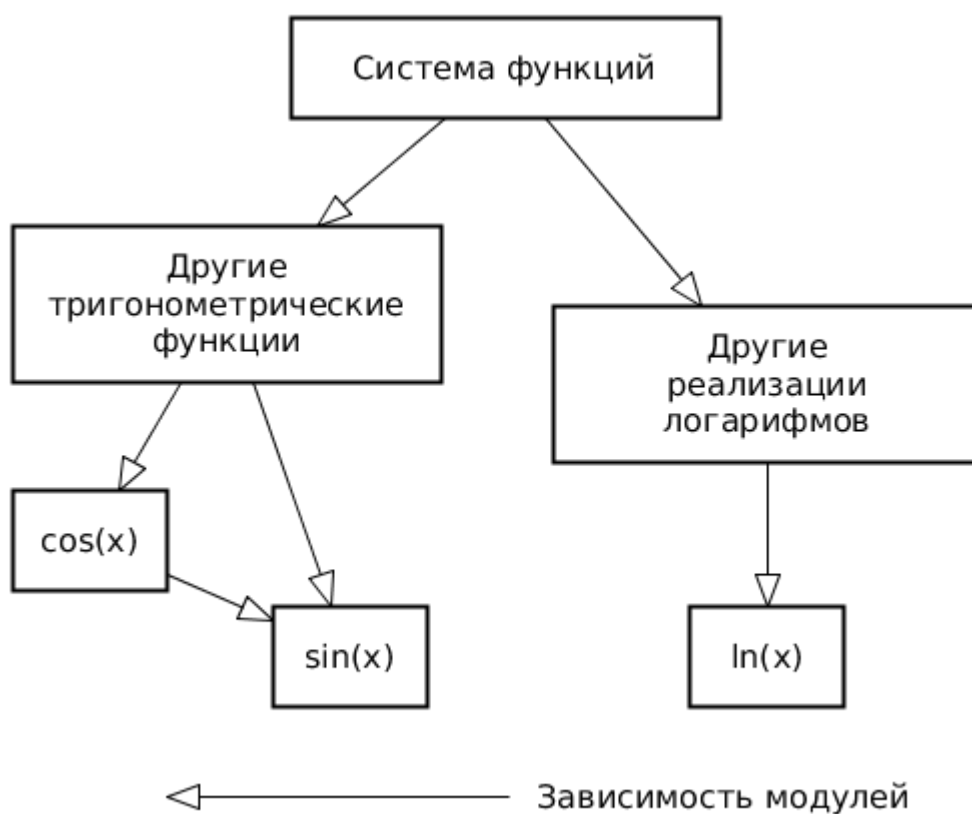 Система функций
Другие
тригонометрические
функции
Другие
реализации
логарифмов
cos(x)
sin(x)
ln(x)
Зависимость модулей